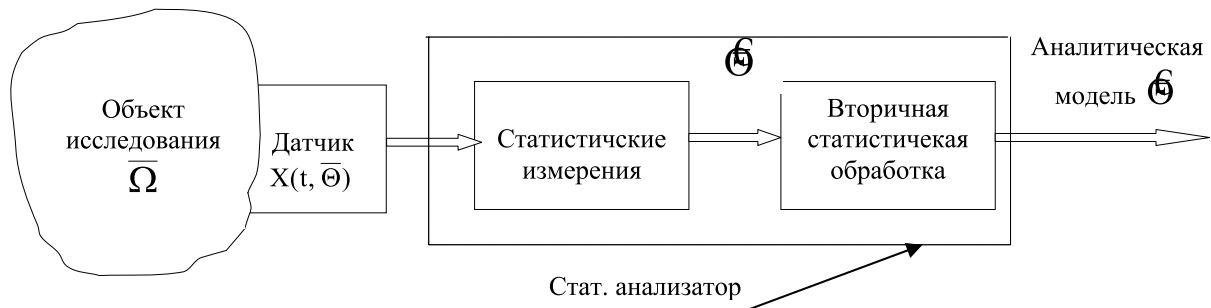 Объект
исследования
Ω̅
Датчик
X(t, Θ̅)
Статистичские
измерения
Вторичная
статистичекая
обработка
Аналитическая
модель
Стат. анализатор